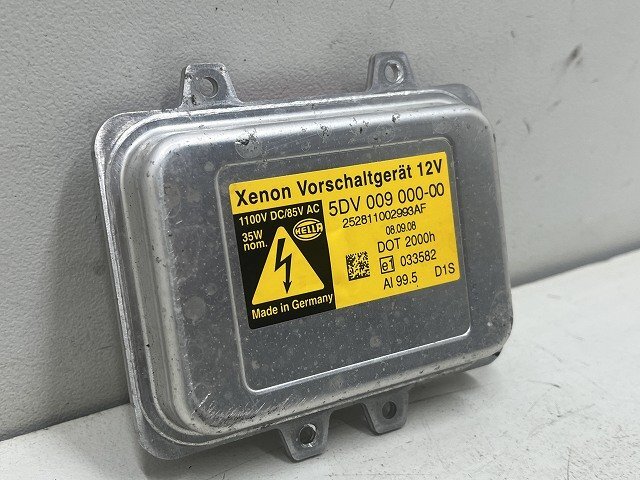 Xenon Vorschaltgerät 12V
1100V DC/85V AC
35W
nom.
HELLA
Made in Germany
5DV 009 000-00
252811002993AF
08.09.08
DOT 2000h
e1 033582
Al 99.5 D1S